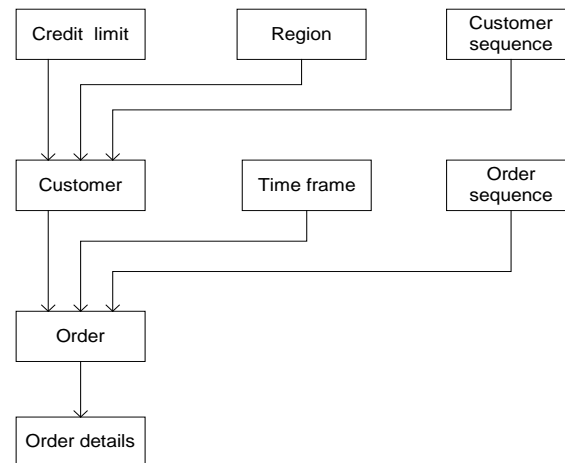 Credit limit
Region
Customer
sequence
Customer
Time frame
Order
sequence
Order
Order details